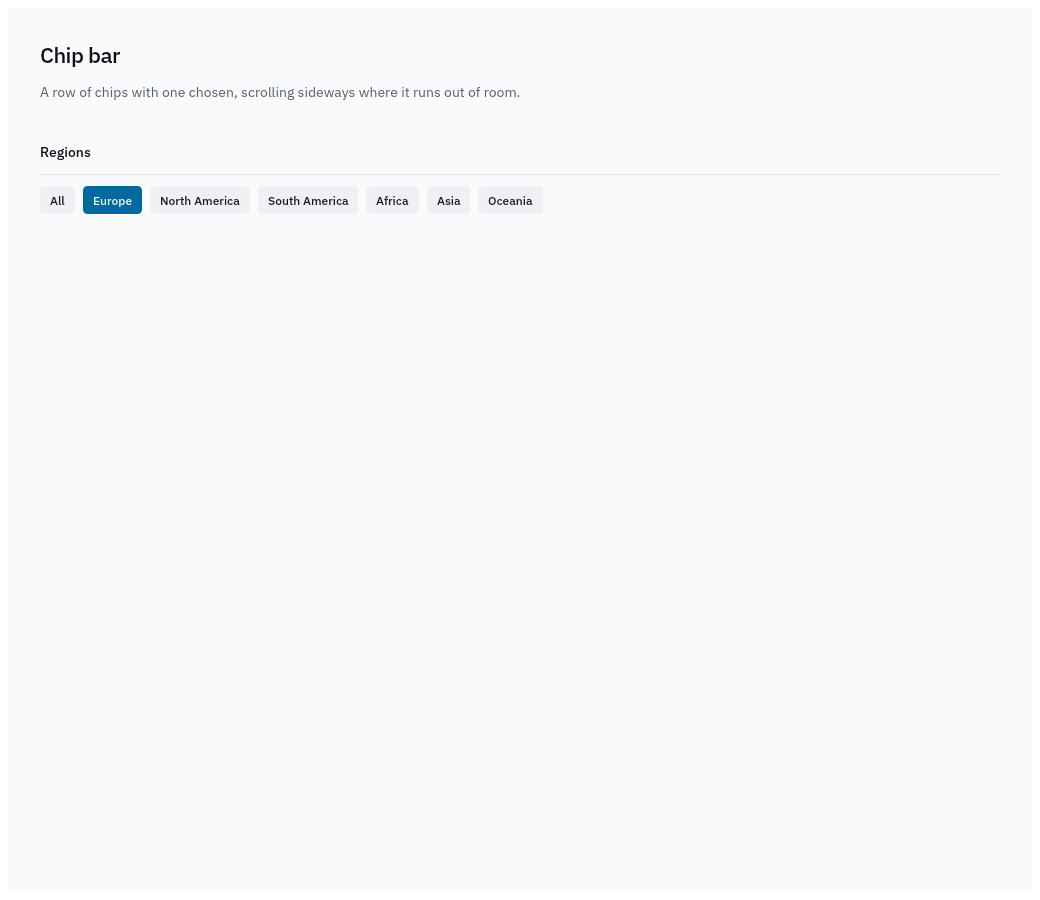 Chip bar
A row of chips with one chosen, scrolling sideways where it runs out of room.
Regions
All Europe North America South America Africa Asia Oceania